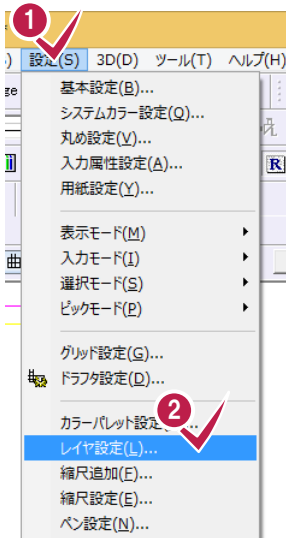 1
設定(S) 3D(D) ツール(T) ヘルプ(H)
基本設定(B)...
システムカラー設定(O)...
丸め設定(V)...
入力属性設定(A)...
用紙設定(Y)...
表示モード(M)
入力モード(I)
選択モード(S)
ピックモード(P)
グリッド設定(G)...
ドラフタ設定(D)...
カラーパレット設定
2
レイヤ設定(L)...
縮尺追加(F)...
縮尺設定(E)...
ペン設定(N)...